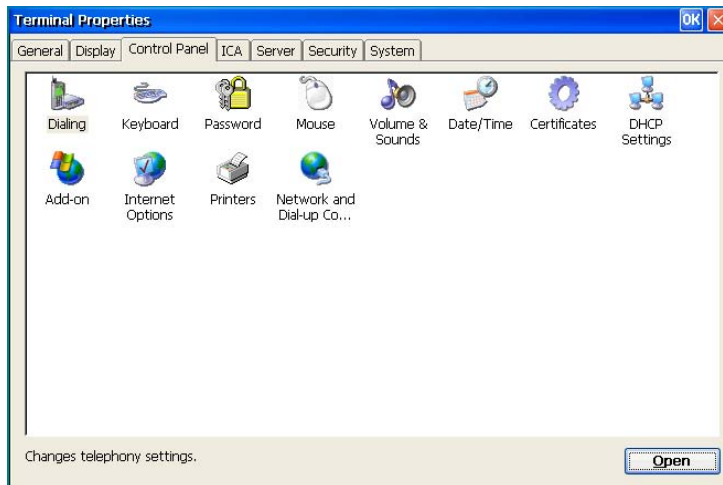 Terminal Properties
OK
General Display Control Panel ICA Server Security System
Dialing Keyboard Password Mouse Volume & Sounds Date/Time Certificates DHCP Settings
Add-on Internet Options Printers Network and Dial-up Co...
Changes telephony settings.
Open